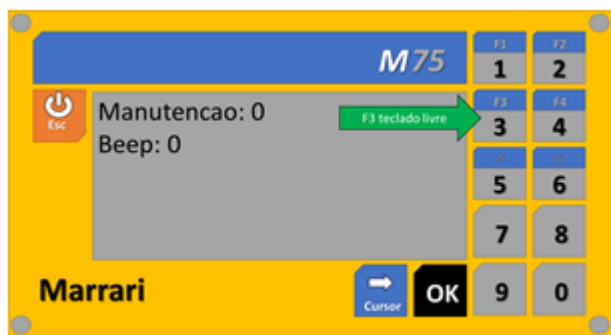 M75
F1 F2
1 2
Esc
Manutencao: 0
Beep: 0
F3 teclado livre
F3 F4
3 4
5 6
7 8
Marrari
Cursor
OK
9 0